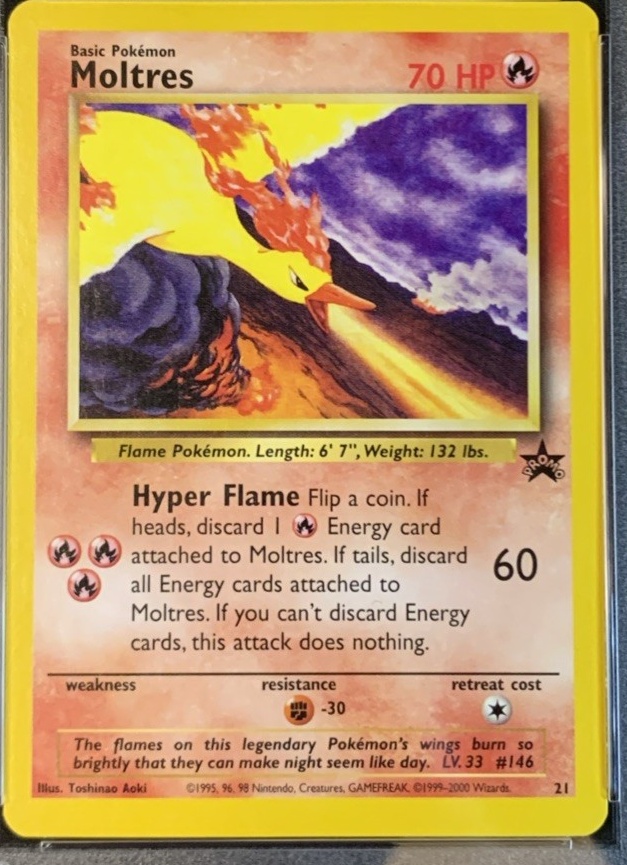 Basic Pokémon
Moltres
70 HP
Flame Pokémon. Length: 6' 7", Weight: 132 lbs.
PROMO
Hyper Flame Flip a coin. If
heads, discard 1 Energy card
attached to Moltres. If tails, discard
all Energy cards attached to
Moltres. If you can't discard Energy
cards, this attack does nothing.
60
weakness
resistance
retreat cost
-30
The flames on this legendary Pokémon's wings burn so
brightly that they can make night seem like day. LV. 33 #146
Illus. Toshinao Aoki
©1995, 96, 98 Nintendo, Creatures, GAMEFREAK. ©1999-2000 Wizards.
21